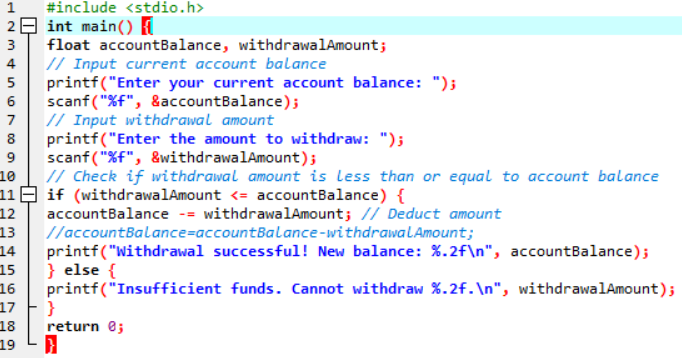 1 #include <stdio.h>
2 int main() {
3 float accountBalance, withdrawalAmount;
4 // Input current account balance
5 printf("Enter your current account balance: ");
6 scanf("%f", &accountBalance);
7 // Input withdrawal amount
8 printf("Enter the amount to withdraw: ");
9 scanf("%f", &withdrawalAmount);
10 // Check if withdrawal amount is less than or equal to account balance
11 if (withdrawalAmount <= accountBalance) {
12 accountBalance -= withdrawalAmount; // Deduct amount
13 //accountBalance=accountBalance-withdrawalAmount;
14 printf("Withdrawal successful! New balance: %.2f\n", accountBalance);
15 } else {
16 printf("Insufficient funds. Cannot withdraw %.2f.\n", withdrawalAmount);
17 }
18 return 0;
19 }